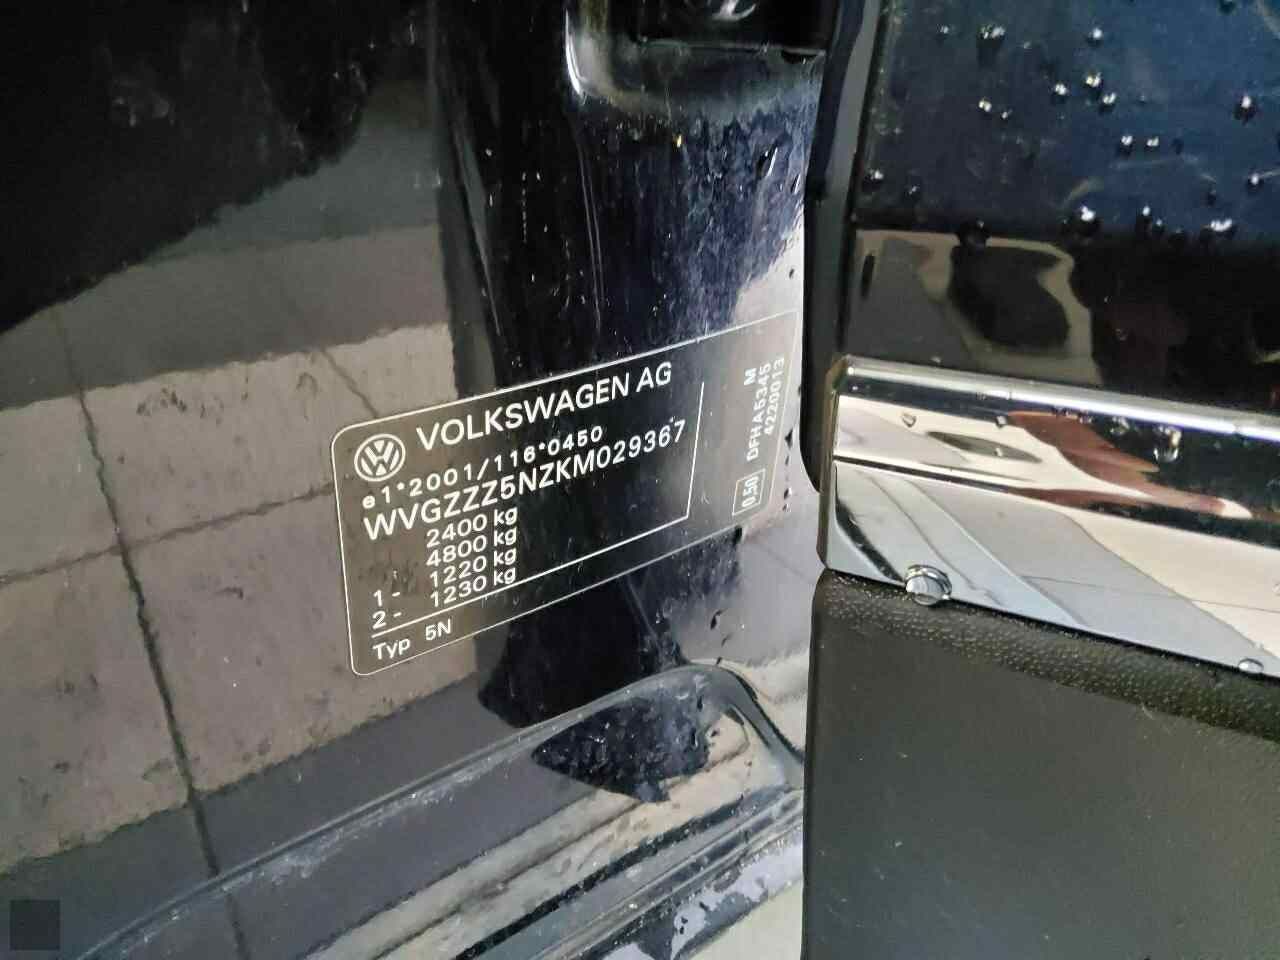 VOLKSWAGEN AG
e1*2001/116*0450
WVGZZZ5NZKM029367
2400 kg
4800 kg
1 - 1220 kg
2 - 1230 kg
Typ 5N
M
DFHA5345
4220013
0.50